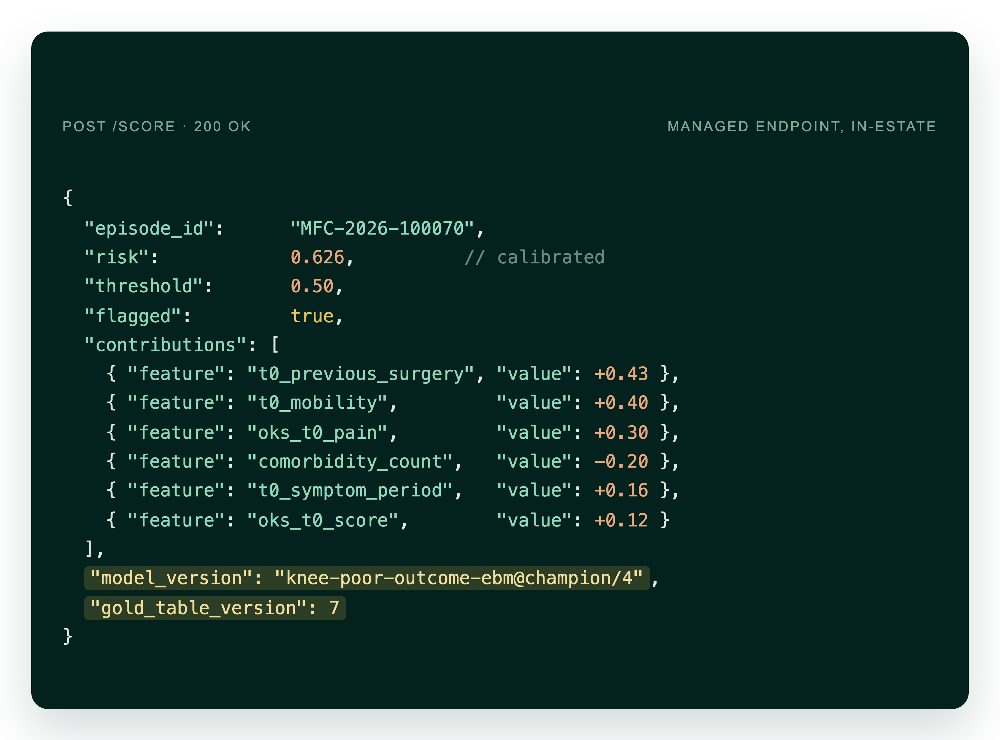 POST /SCORE · 200 OK
MANAGED ENDPOINT, IN-ESTATE
{
  "episode_id":      "MFC-2026-100070",
  "risk":            0.626,          // calibrated
  "threshold":       0.50,
  "flagged":         true,
  "contributions": [
    { "feature": "t0_previous_surgery", "value": +0.43 },
    { "feature": "t0_mobility",         "value": +0.40 },
    { "feature": "oks_t0_pain",         "value": +0.30 },
    { "feature": "comorbidity_count",   "value": −0.20 },
    { "feature": "t0_symptom_period",   "value": +0.16 },
    { "feature": "oks_t0_score",        "value": +0.12 }
  ],
  "model_version": "knee-poor-outcome-ebm@champion/4",
  "gold_table_version": 7
}